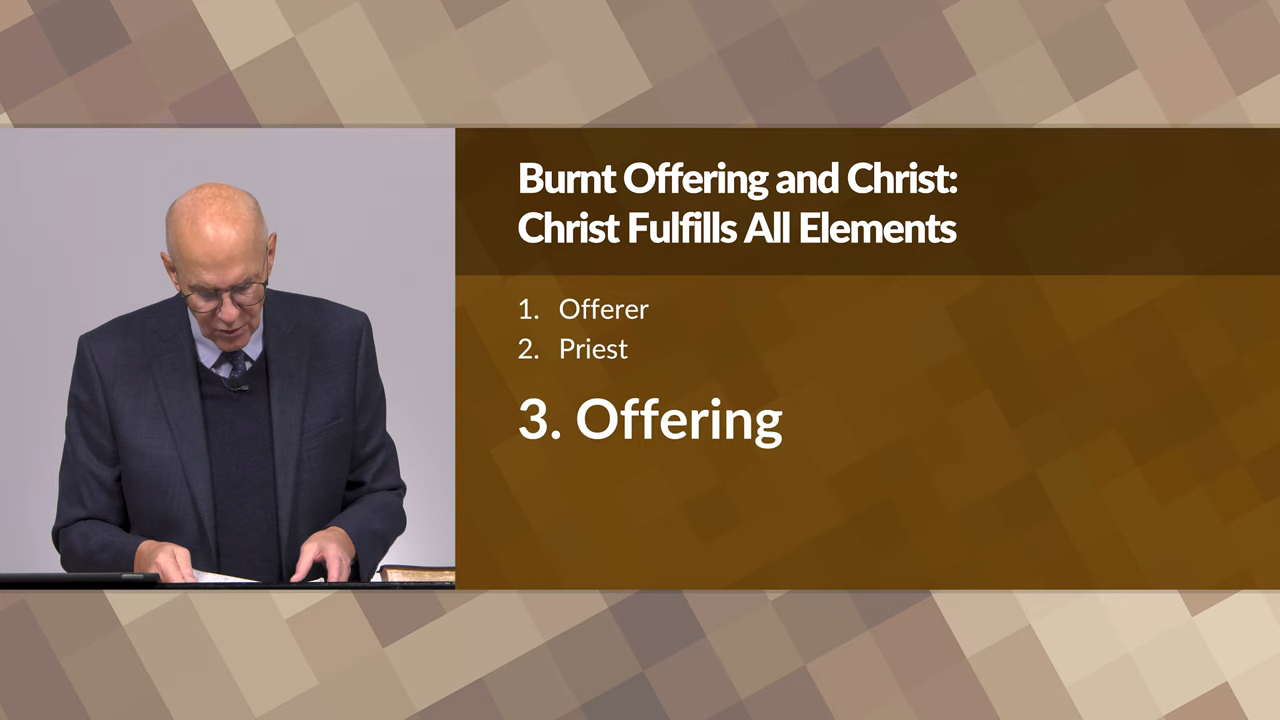 Burnt Offering and Christ:
Christ Fulfills All Elements
1. Offerer
2. Priest
3. Offering